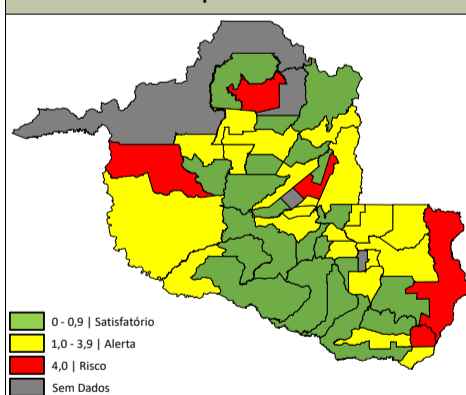 0 - 0,9 | Satisfatório
1,0 - 3,9 | Alerta
4,0 | Risco
Sem Dados